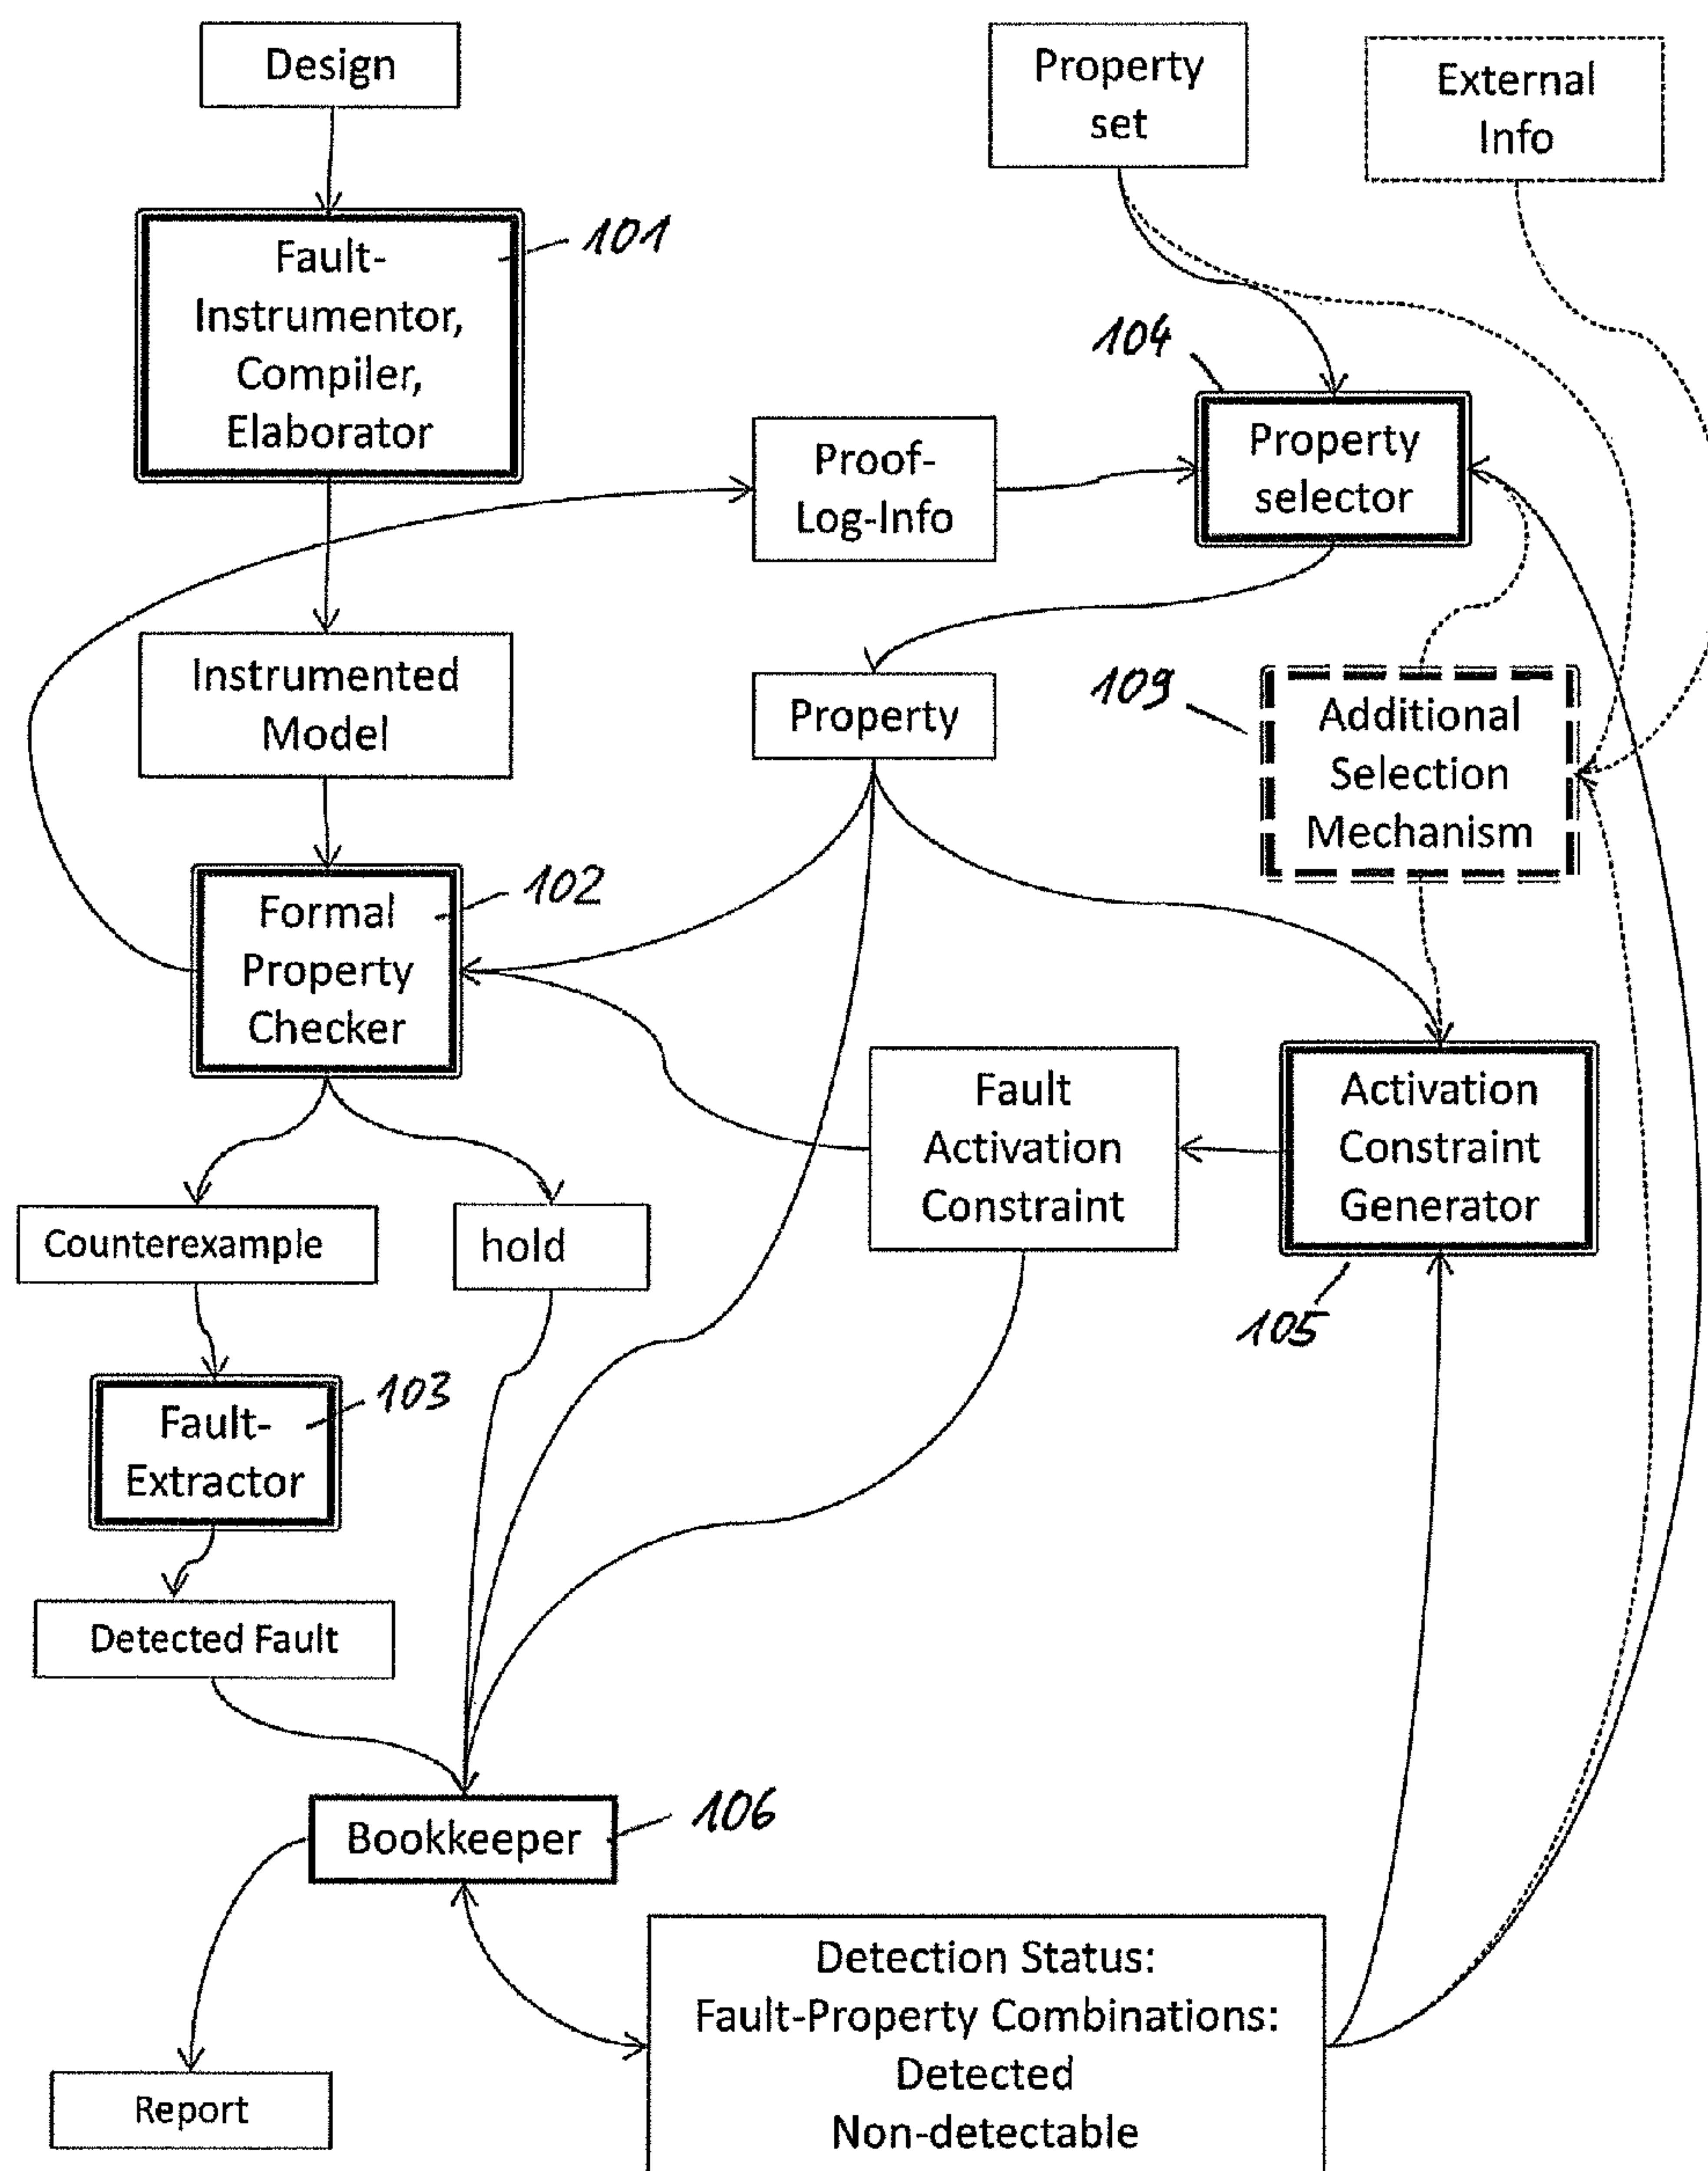 Design
Property
set
External
Info
Fault-
Instrumentor,
Compiler,
Elaborator
101
104
Proof-
Log-Info
Property
selector
Instrumented
Model
Property
109
Additional
Selection
Mechanism
Formal
Property
Checker
102
Fault
Activation
Constraint
Activation
Constraint
Generator
105
Counterexample
hold
Fault-
Extractor
103
Detected Fault
Bookkeeper
106
Report
Detection Status:
Fault-Property Combinations:
Detected
Non-detectable